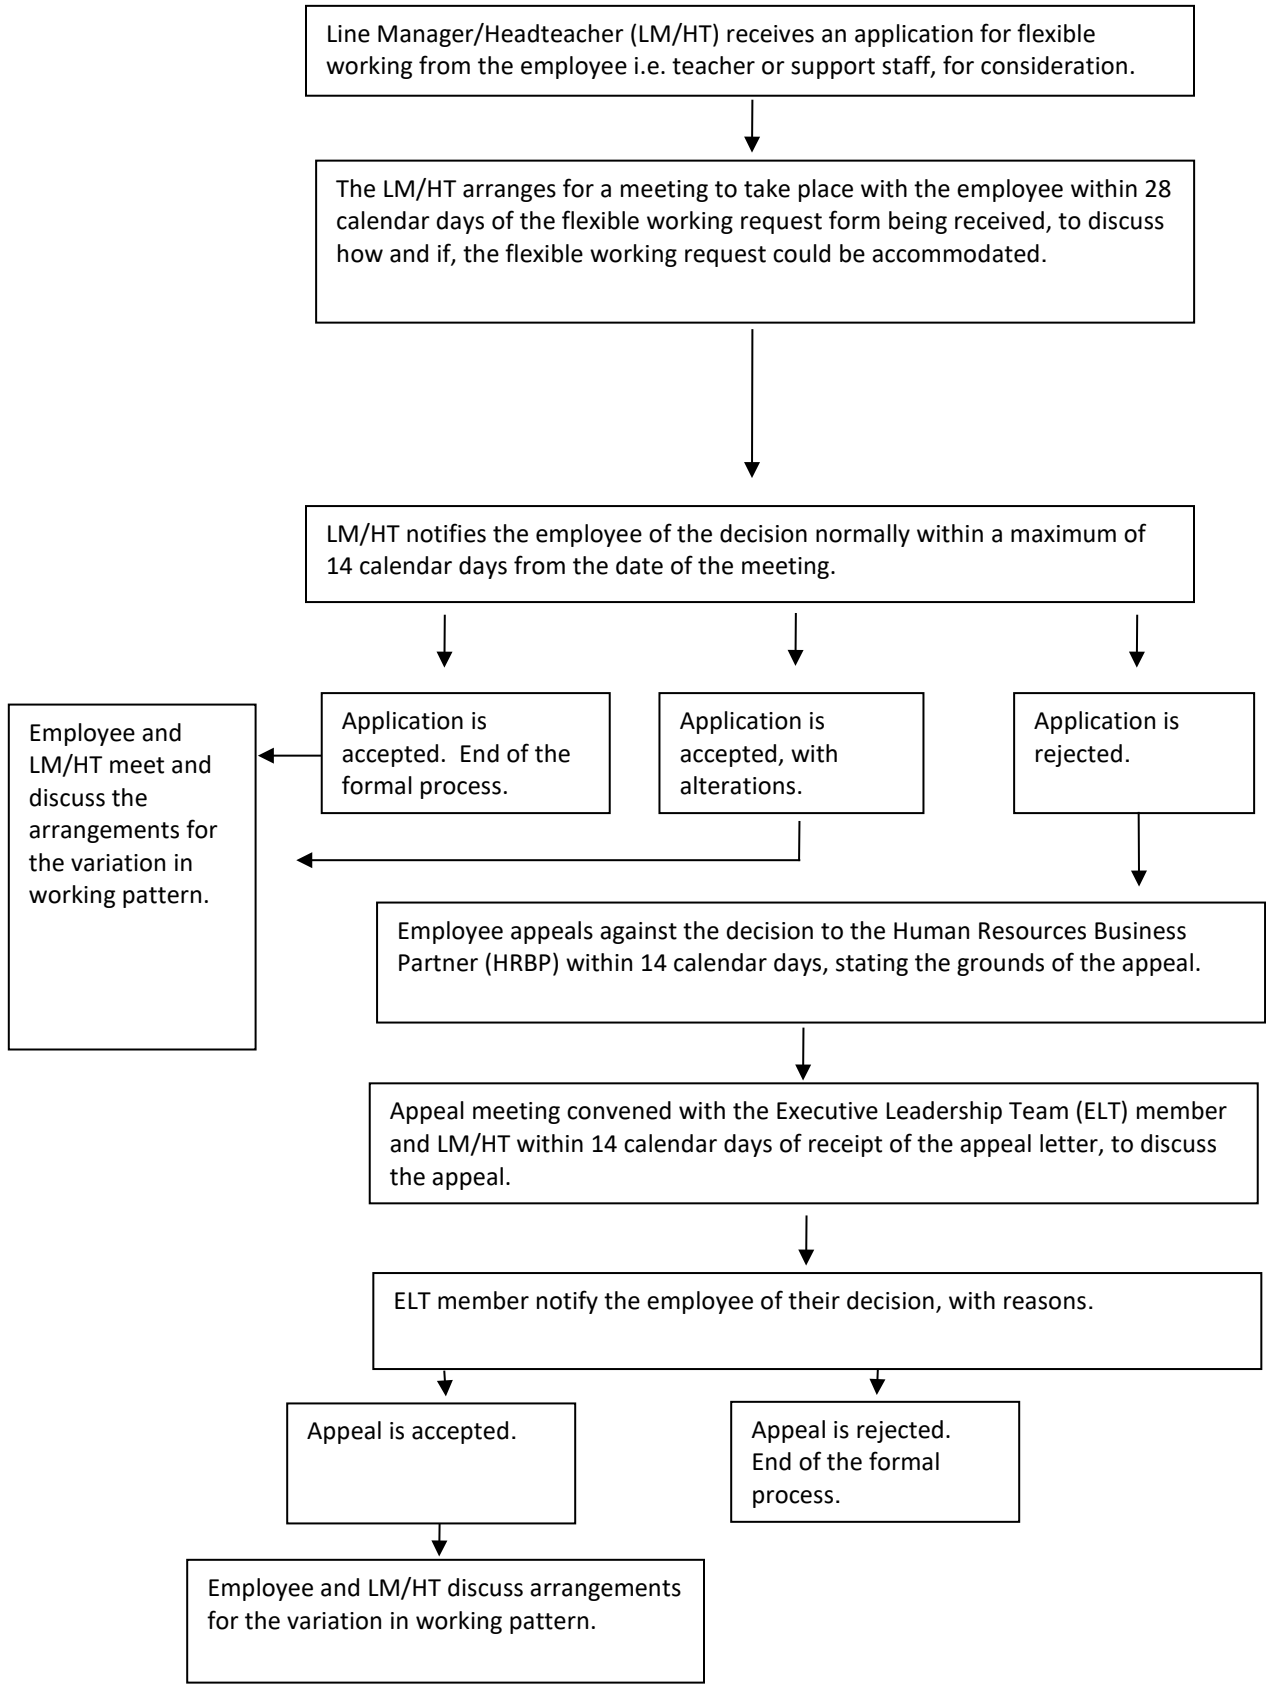 Line Manager/Headteacher (LM/HT) receives an application for flexible
working from the employee i.e. teacher or support staff, for consideration.
The LM/HT arranges for a meeting to take place with the employee within 28
calendar days of the flexible working request form being received, to discuss
how and if, the flexible working request could be accommodated.
LM/HT notifies the employee of the decision normally within a maximum of
14 calendar days from the date of the meeting.
Employee and
LM/HT meet and
discuss the
arrangements for
the variation in
working pattern.
Application is
accepted.  End of the
formal process.
Application is
accepted, with
alterations.
Application is
rejected.
Employee appeals against the decision to the Human Resources Business
Partner (HRBP) within 14 calendar days, stating the grounds of the appeal.
Appeal meeting convened with the Executive Leadership Team (ELT) member
and LM/HT within 14 calendar days of receipt of the appeal letter, to discuss
the appeal.
ELT member notify the employee of their decision, with reasons.
Appeal is accepted.
Appeal is rejected.
End of the formal
process.
Employee and LM/HT discuss arrangements
for the variation in working pattern.